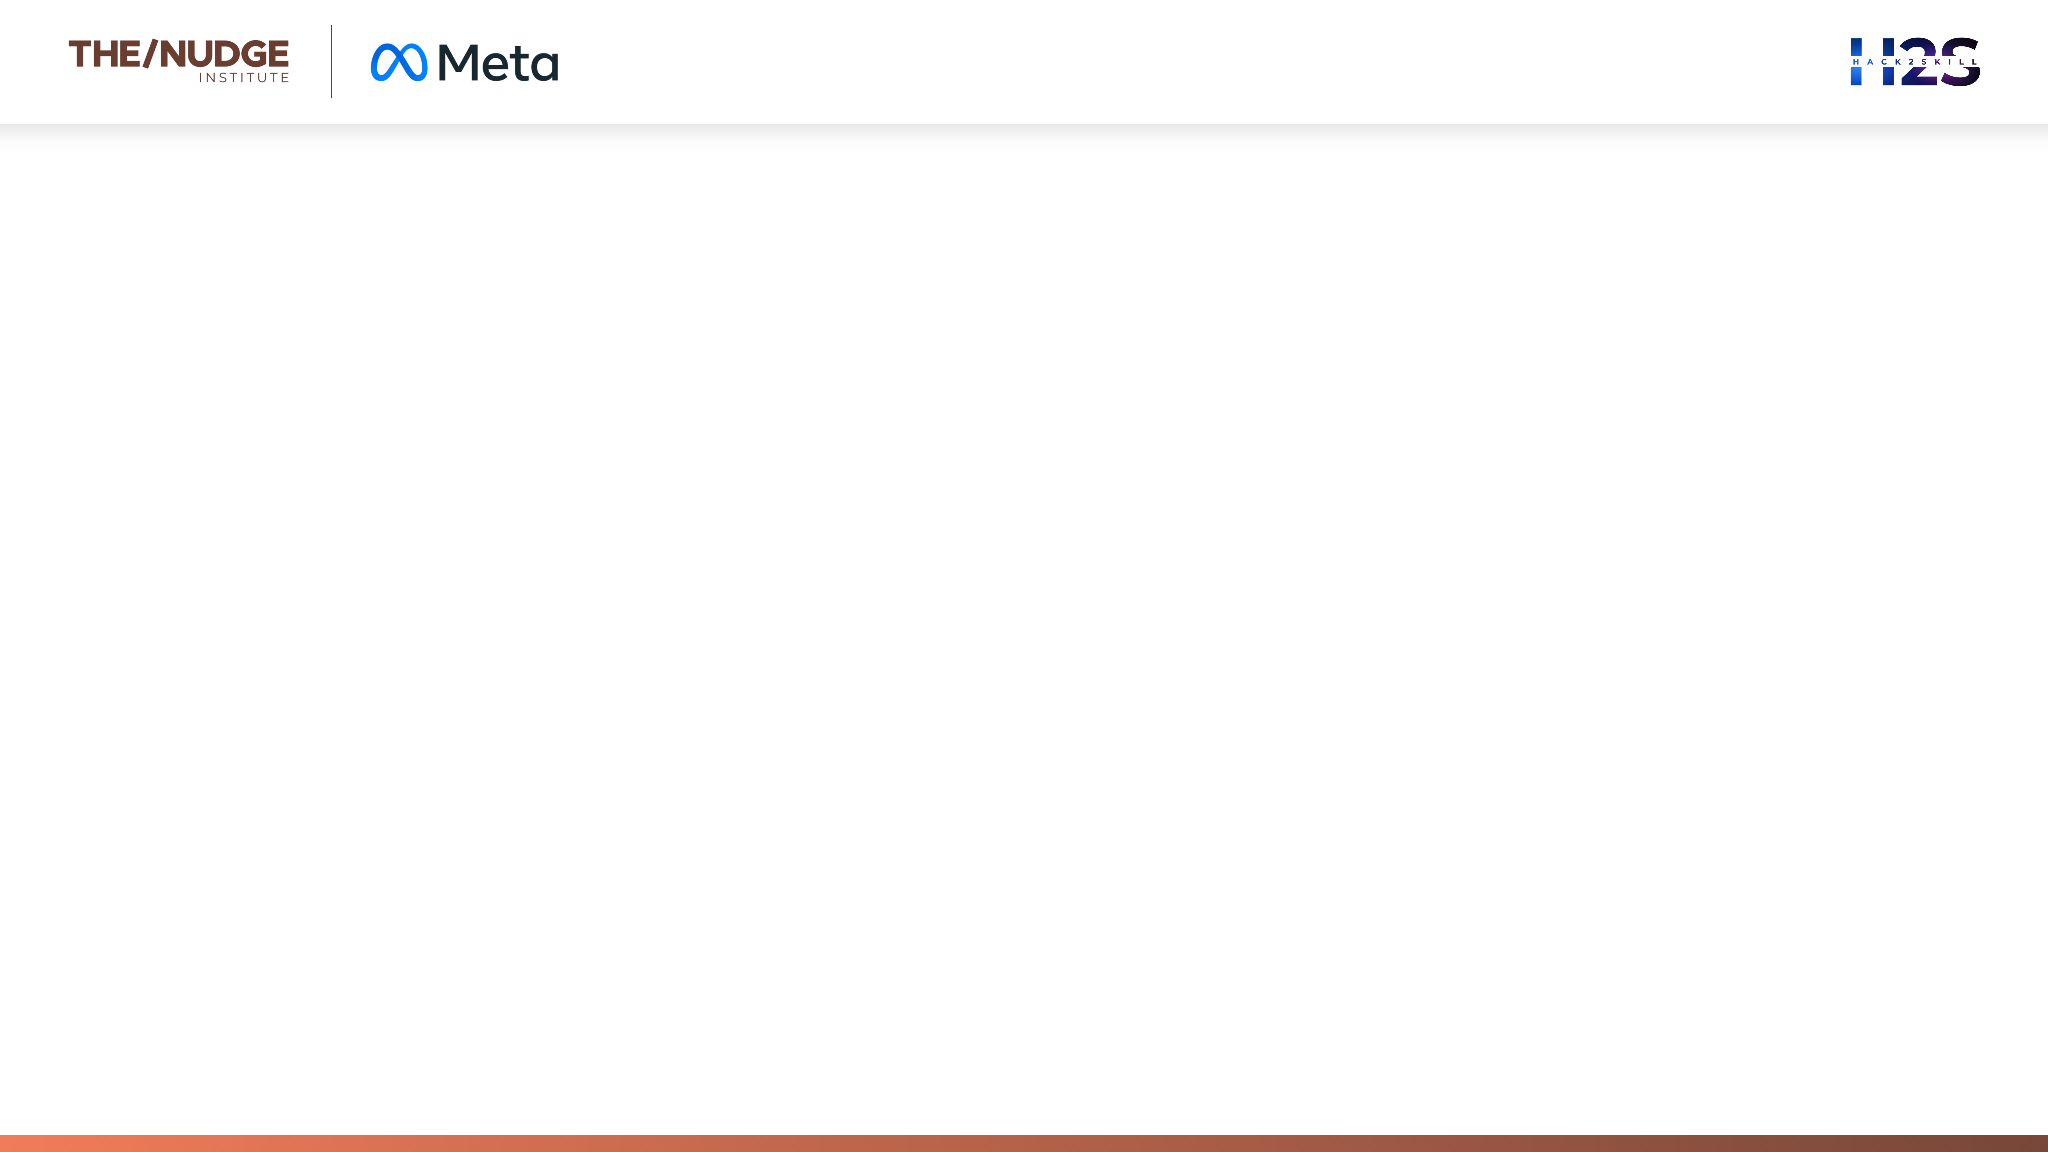 THE/NUDGE
INSTITUTE
Meta
H2S
HACK2SKILL